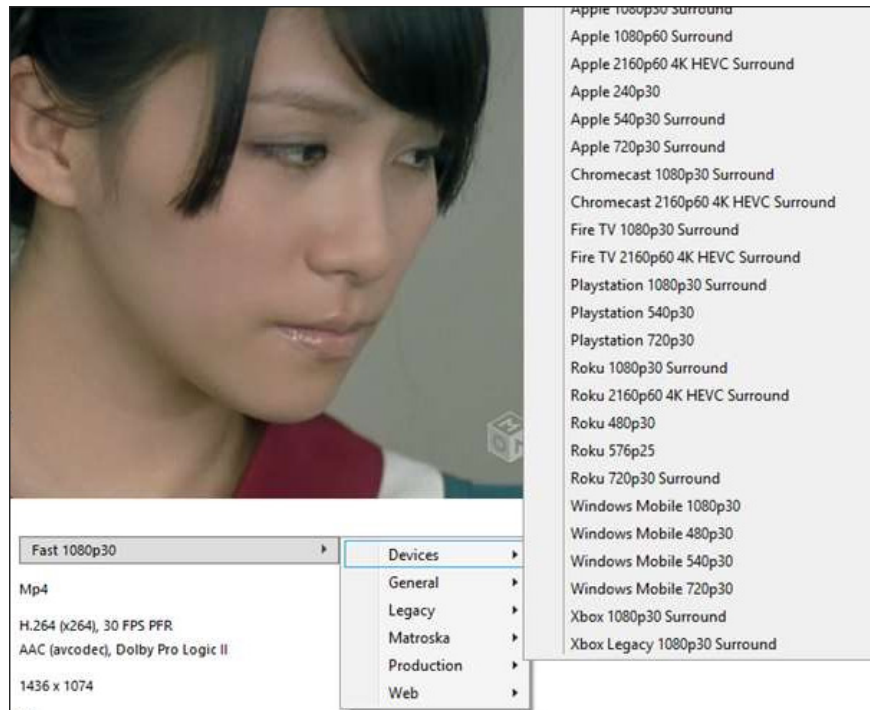 Apple 1080p30 Surround
Apple 1080p60 Surround
Apple 2160p60 4K HEVC Surround
Apple 240p30
Apple 540p30 Surround
Apple 720p30 Surround
Chromecast 1080p30 Surround
Chromecast 2160p60 4K HEVC Surround
Fire TV 1080p30 Surround
Fire TV 2160p60 4K HEVC Surround
Playstation 1080p30 Surround
Playstation 540p30
Playstation 720p30
Roku 1080p30 Surround
Roku 2160p60 4K HEVC Surround
Roku 480p30
Roku 576p25
Roku 720p30 Surround
Windows Mobile 1080p30
Windows Mobile 480p30
Windows Mobile 540p30
Windows Mobile 720p30
Xbox 1080p30 Surround
Xbox Legacy 1080p30 Surround
Fast 1080p30
Devices
General
Legacy
Matroska
Production
Web
Mp4
H.264 (x264), 30 FPS PFR
AAC (avcodec), Dolby Pro Logic II
1436 x 1074